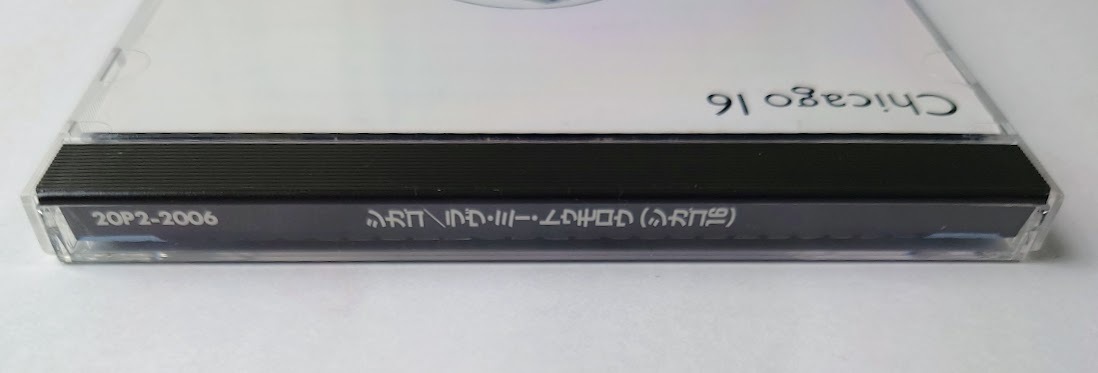 Chicago 16
20P2-2006
シカゴ／ラヴ・ミー・トゥモロウ (シカゴ16)